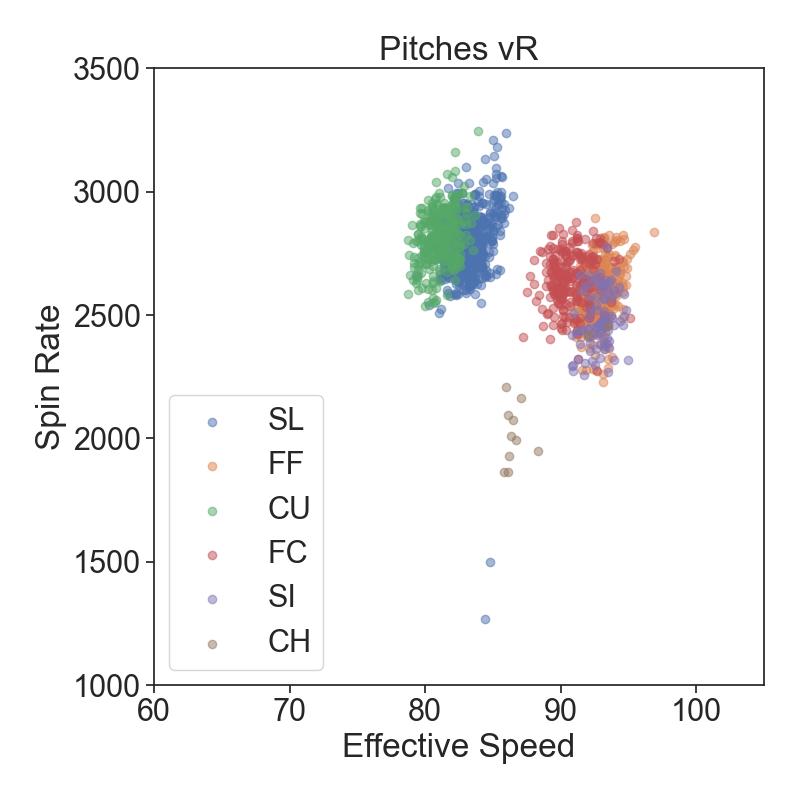 Pitches vR
3500
3000
2500
2000
1500
1000
Spin Rate
SL
FF
CU
FC
SI
CH
60 70 80 90 100
Effective Speed